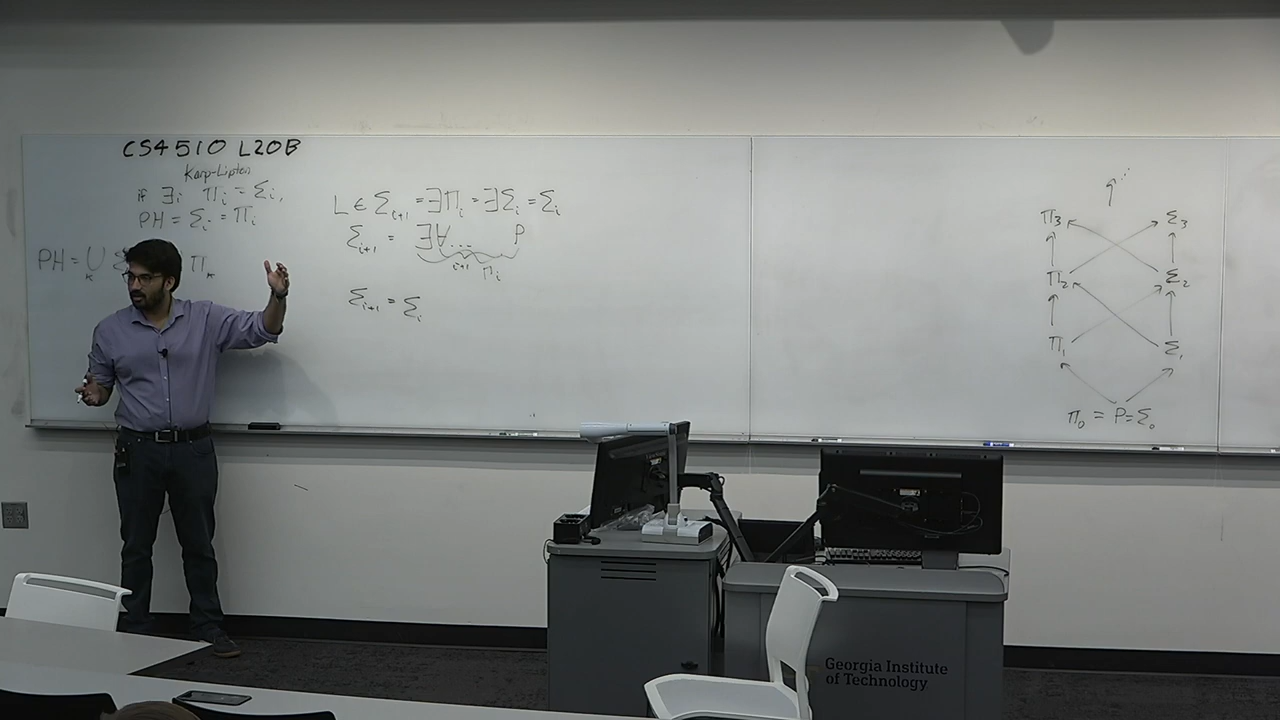 CS4510 L20B
Karp-Lipton
if ∃i Πi = Σi,
PH = Σi = Πi
PH = ⋃k Πk
L ∈ Σi+1 = ∃Πi = ∃Σi = Σi
Σi+1 = ∃∀... P
i+1 Πi
Σi+1 = Σi
Π3 Σ3
Π2 Σ2
Π1 Σ1
Π0 = P = Σ0
Georgia Institute
of Technology